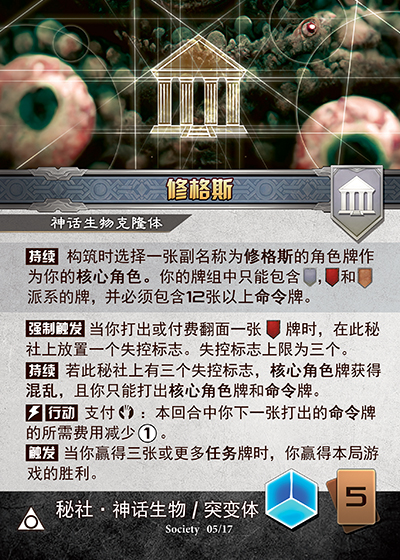 修格斯
神话生物克隆体
持续 构筑时选择一张副名称为修格斯的角色牌作
为你的核心角色。你的牌组中只能包含 , 和
派系的牌，并必须包含12张以上命令牌。
强制触发 当你打出或付费翻面一张 牌时，在此秘
社上放置一个失控标志。失控标志上限为三个。
持续 若此秘社上有三个失控标志，核心角色牌获得
混乱，且你只能打出核心角色牌和命令牌。
行动 支付 ：本回合中你下一张打出的命令牌
的所需费用减少①。
触发 当你赢得三张或更多任务牌时，你赢得本局游
戏的胜利。
秘社·神话生物/突变体
5
Society 05/17